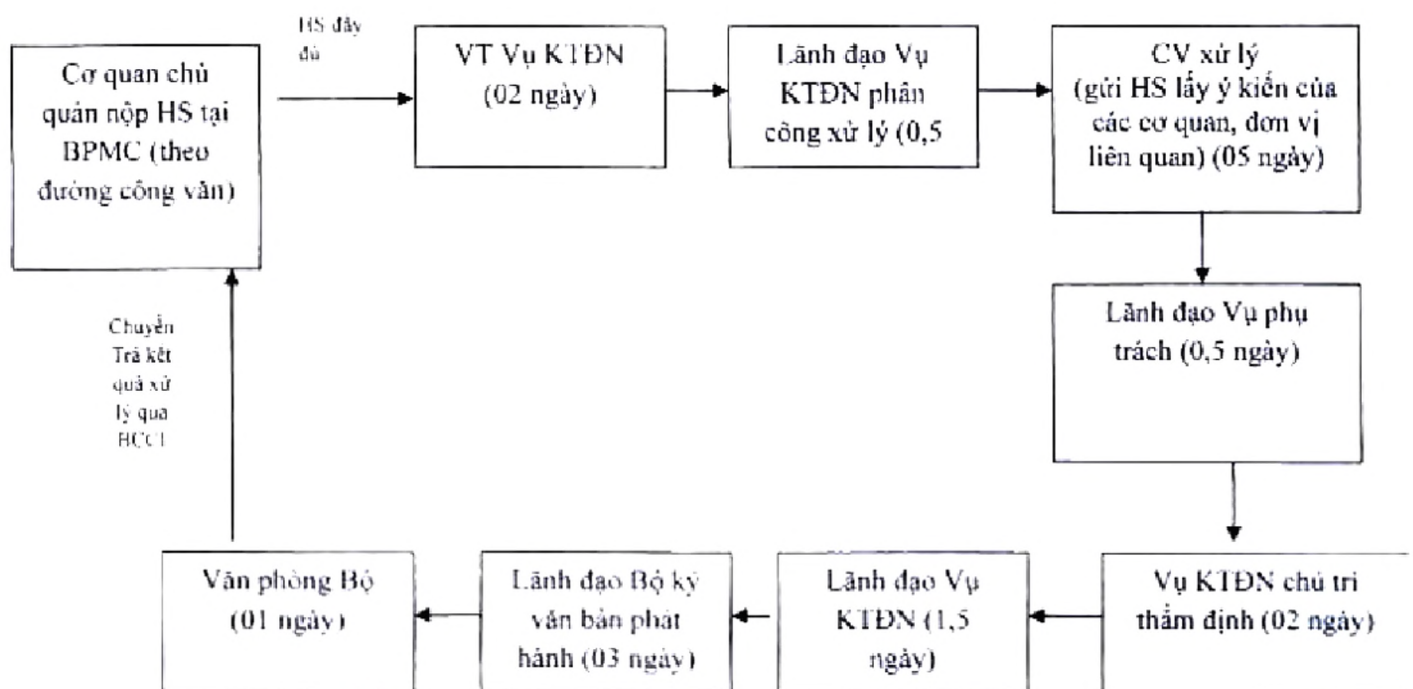 Cơ quan chủ
quản nộp HS tại
BPMC (theo
đường công văn)
HS đầy
đủ
VT Vụ KTĐN
(02 ngày)
Lãnh đạo Vụ
KTĐN phân
công xử lý (0,5
CV xử lý
(gửi HS lấy ý kiến của
các cơ quan, đơn vị
liên quan) (05 ngày)
Lãnh đạo Vụ phụ
trách (0,5 ngày)
Vụ KTĐN chủ trì
thẩm định (02 ngày)
Lãnh đạo Vụ
KTĐN (1,5
ngày)
Lãnh đạo Bộ ký
văn bản phát
hành (03 ngày)
Văn phòng Bộ
(01 ngày)
Chuyển
Trả kết
quả xử
lý qua
BCCI